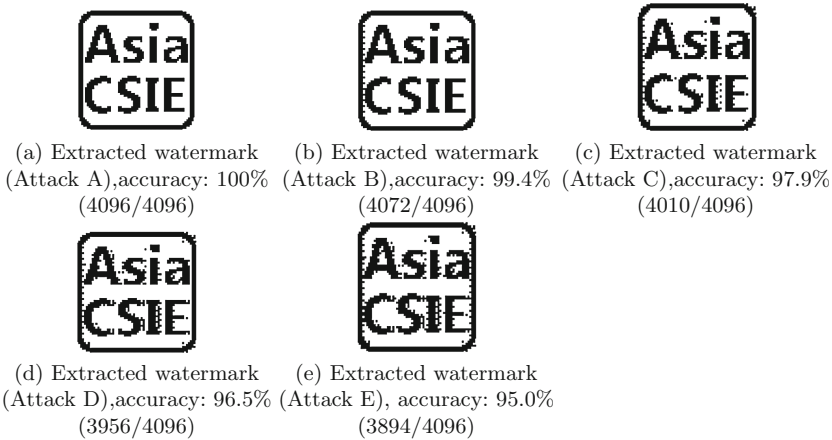 Asia
CSIE
Asia
CSIE
Asia
CSIE
(a) Extracted watermark
(Attack A),accuracy: 100%
(4096/4096)
(b) Extracted watermark
(Attack B),accuracy: 99.4%
(4072/4096)
(c) Extracted watermark
(Attack C),accuracy: 97.9%
(4010/4096)
Asia
CSIE
Asia
CSIE
(d) Extracted watermark
(Attack D),accuracy: 96.5%
(3956/4096)
(e) Extracted watermark
(Attack E), accuracy: 95.0%
(3894/4096)